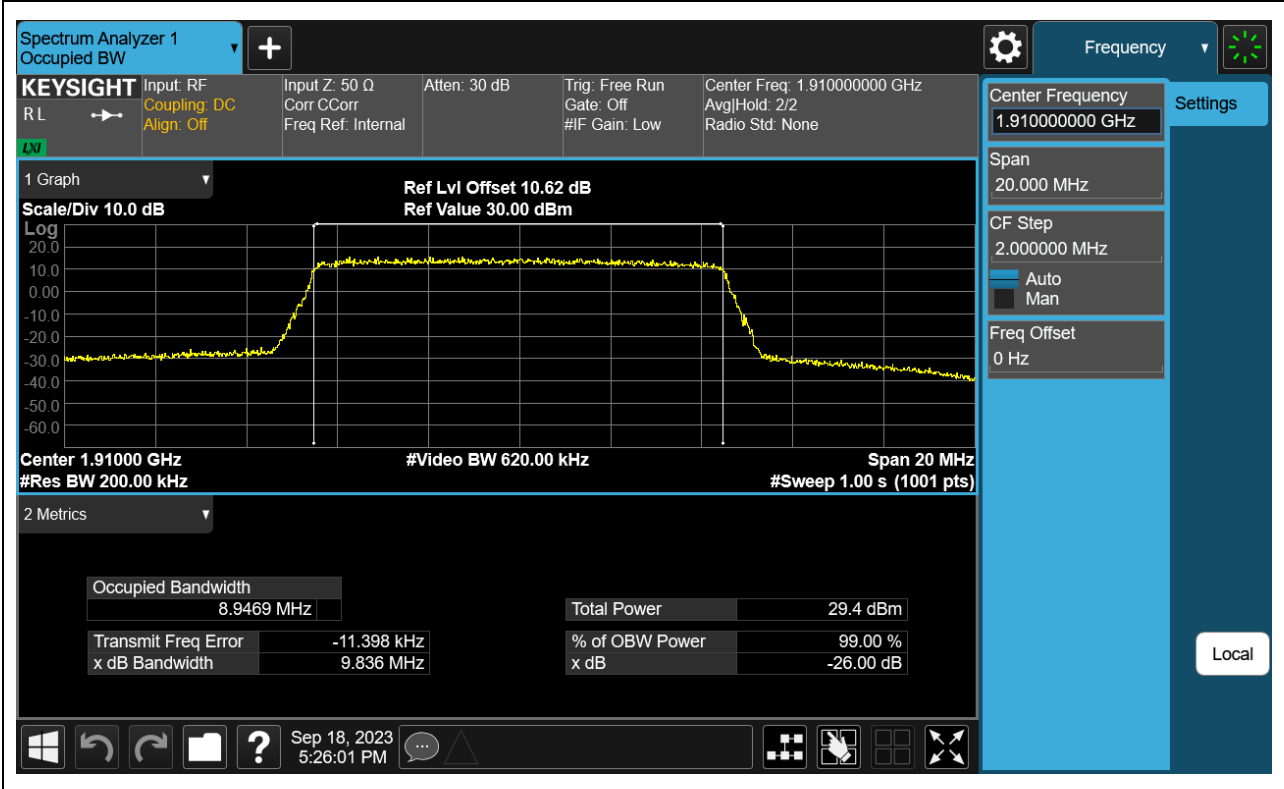 Spectrum Analyzer 1
Occupied BW
+
Frequency
KEYSIGHT
R L
LXI
Input: RF
Coupling: DC
Align: Off
Input Z: 50 Ω
Corr CCorr
Freq Ref: Internal
Atten: 30 dB
Trig: Free Run
Gate: Off
#IF Gain: Low
Center Freq: 1.910000000 GHz
Avg|Hold: 2/2
Radio Std: None
Center Frequency
1.910000000 GHz
Settings
Span
20.000 MHz
CF Step
2.000000 MHz
Auto
Man
Freq Offset
0 Hz
Local
1 Graph
Scale/Div 10.0 dB
Ref Lvl Offset 10.62 dB
Ref Value 30.00 dBm
Log
20.0
10.0
0.00
-10.0
-20.0
-30.0
-40.0
-50.0
-60.0
Center 1.91000 GHz
#Video BW 620.00 kHz
Span 20 MHz
#Res BW 200.00 kHz
#Sweep 1.00 s (1001 pts)
2 Metrics
Occupied Bandwidth
8.9469 MHz
Total Power 29.4 dBm
Transmit Freq Error -11.398 kHz
% of OBW Power 99.00 %
x dB Bandwidth 9.836 MHz
x dB -26.00 dB
?
Sep 18, 2023
5:26:01 PM